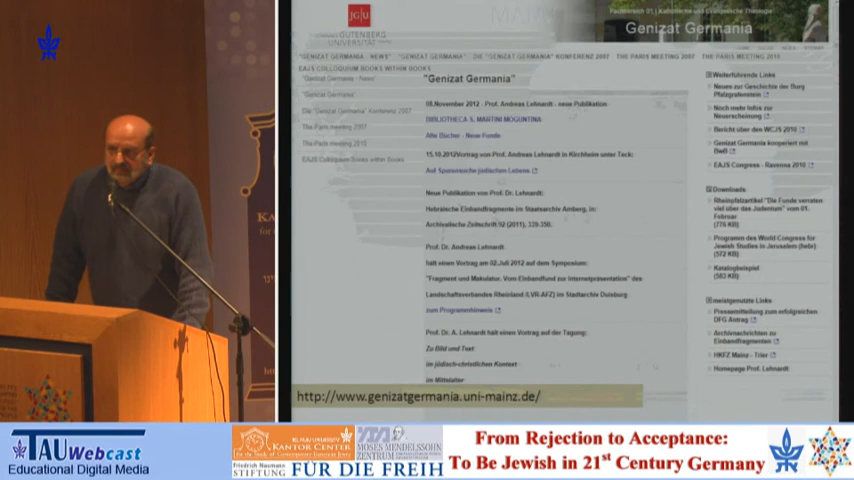 JG|U
GUTENBERG
UNIVERSITÄT
Genizat Germania
"GENIZAT GERMANIA - NEWS" "GENIZAT GERMANIA" DIE "GENIZAT GERMANIA" KONFERENZ 2007 THE PARIS MEETING 2007 THE PARIS MEETING 2010
EAJS COLLOQUIUM BOOKS WITHIN BOOKS
"Genizat Germania - News"
"Genizat Germania"
Die "Genizat Germania" Konferenz 2007
The Paris meeting 2007
The Paris meeting 2010
EAJS Colloquium Books within Books
"Genizat Germania"
08.November 2012 - Prof. Andreas Lehnardt - neue Publikation
BIBLIOTHECA S. MARTINI MOGUNTINA
Alte Bücher - Neue Funde
15.10.2012Vortrag von Prof. Andreas Lehnardt in Kirchheim unter Teck:
Auf Spurensuche jüdischen Lebens
Neue Publikation von Prof. Dr. Lehnardt:
Hebraeische Einbandfragmente im Staatsarchiv Amberg, in:
Archivalische Zeitschrift 92 (2011), 339-358.
Prof. Dr. Andreas Lehnardt
hält einen Vortrag am 02.Juli 2012 auf dem Symposium:
"Fragment und Makulatur: Vom Einbandfund zur Internetpräsentation" des
Landschaftsverbandes Rheinland (LVR-AFZ) im Stadtarchiv Duisburg
zum Programmhinweis
Prof. Dr. A. Lehnardt hält einen Vortrag auf der Tagung:
Zu Bild und Text
im jüdisch-christlichen Kontext
im Mittelalter
Weiterführende Links
Neues zur Geschichte der Burg
Pfalzgrafenstein
Noch mehr Infos zur
Neuerscheinung
Bericht über den WCJS 2010
Genizat Germania kooperiert mit
BwB
EAJS Congress - Ravenna 2010
Downloads:
Rheinpfalzartikel "Die Funde verraten
viel über das Judentum" vom 01.
Februar
(776 KB)
Programm des World Congress for
Jewish Studies in Jerusalem (hebr)
(572 KB)
Katalogbeispiel
(583 KB)
meistgenutzte Links:
Pressemitteilung zum erfolgreichen
DFG Antrag
Archivnachrichten zu
Einbandfragmenten
HKFZ Mainz - Trier
Homepage Prof. Lehnardt
http://www.genizatgermania.uni-mainz.de/
TAU Webcast
Educational Digital Media
KANTOR CENTER
MOSES MENDELSSOHN
ZENTRUM
Friedrich Naumann
STIFTUNG FÜR DIE FREIH
From Rejection to Acceptance:
To Be Jewish in 21st Century Germany